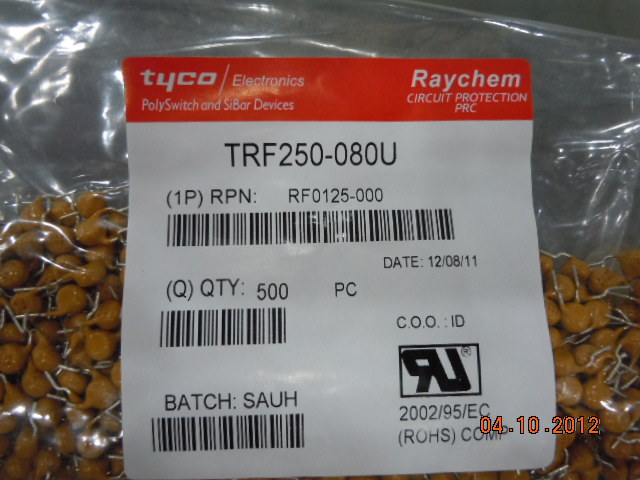 tyco / Electronics
PolySwitch and SiBar Devices
Raychem
CIRCUIT PROTECTION
PRC
TRF250-080U
(1P) RPN: RF0125-000
DATE: 12/08/11
(Q) QTY: 500 PC
C.O.O. : ID
RU®
BATCH: SAUH
2002/95/EC
(ROHS) COMP
04.10.2012